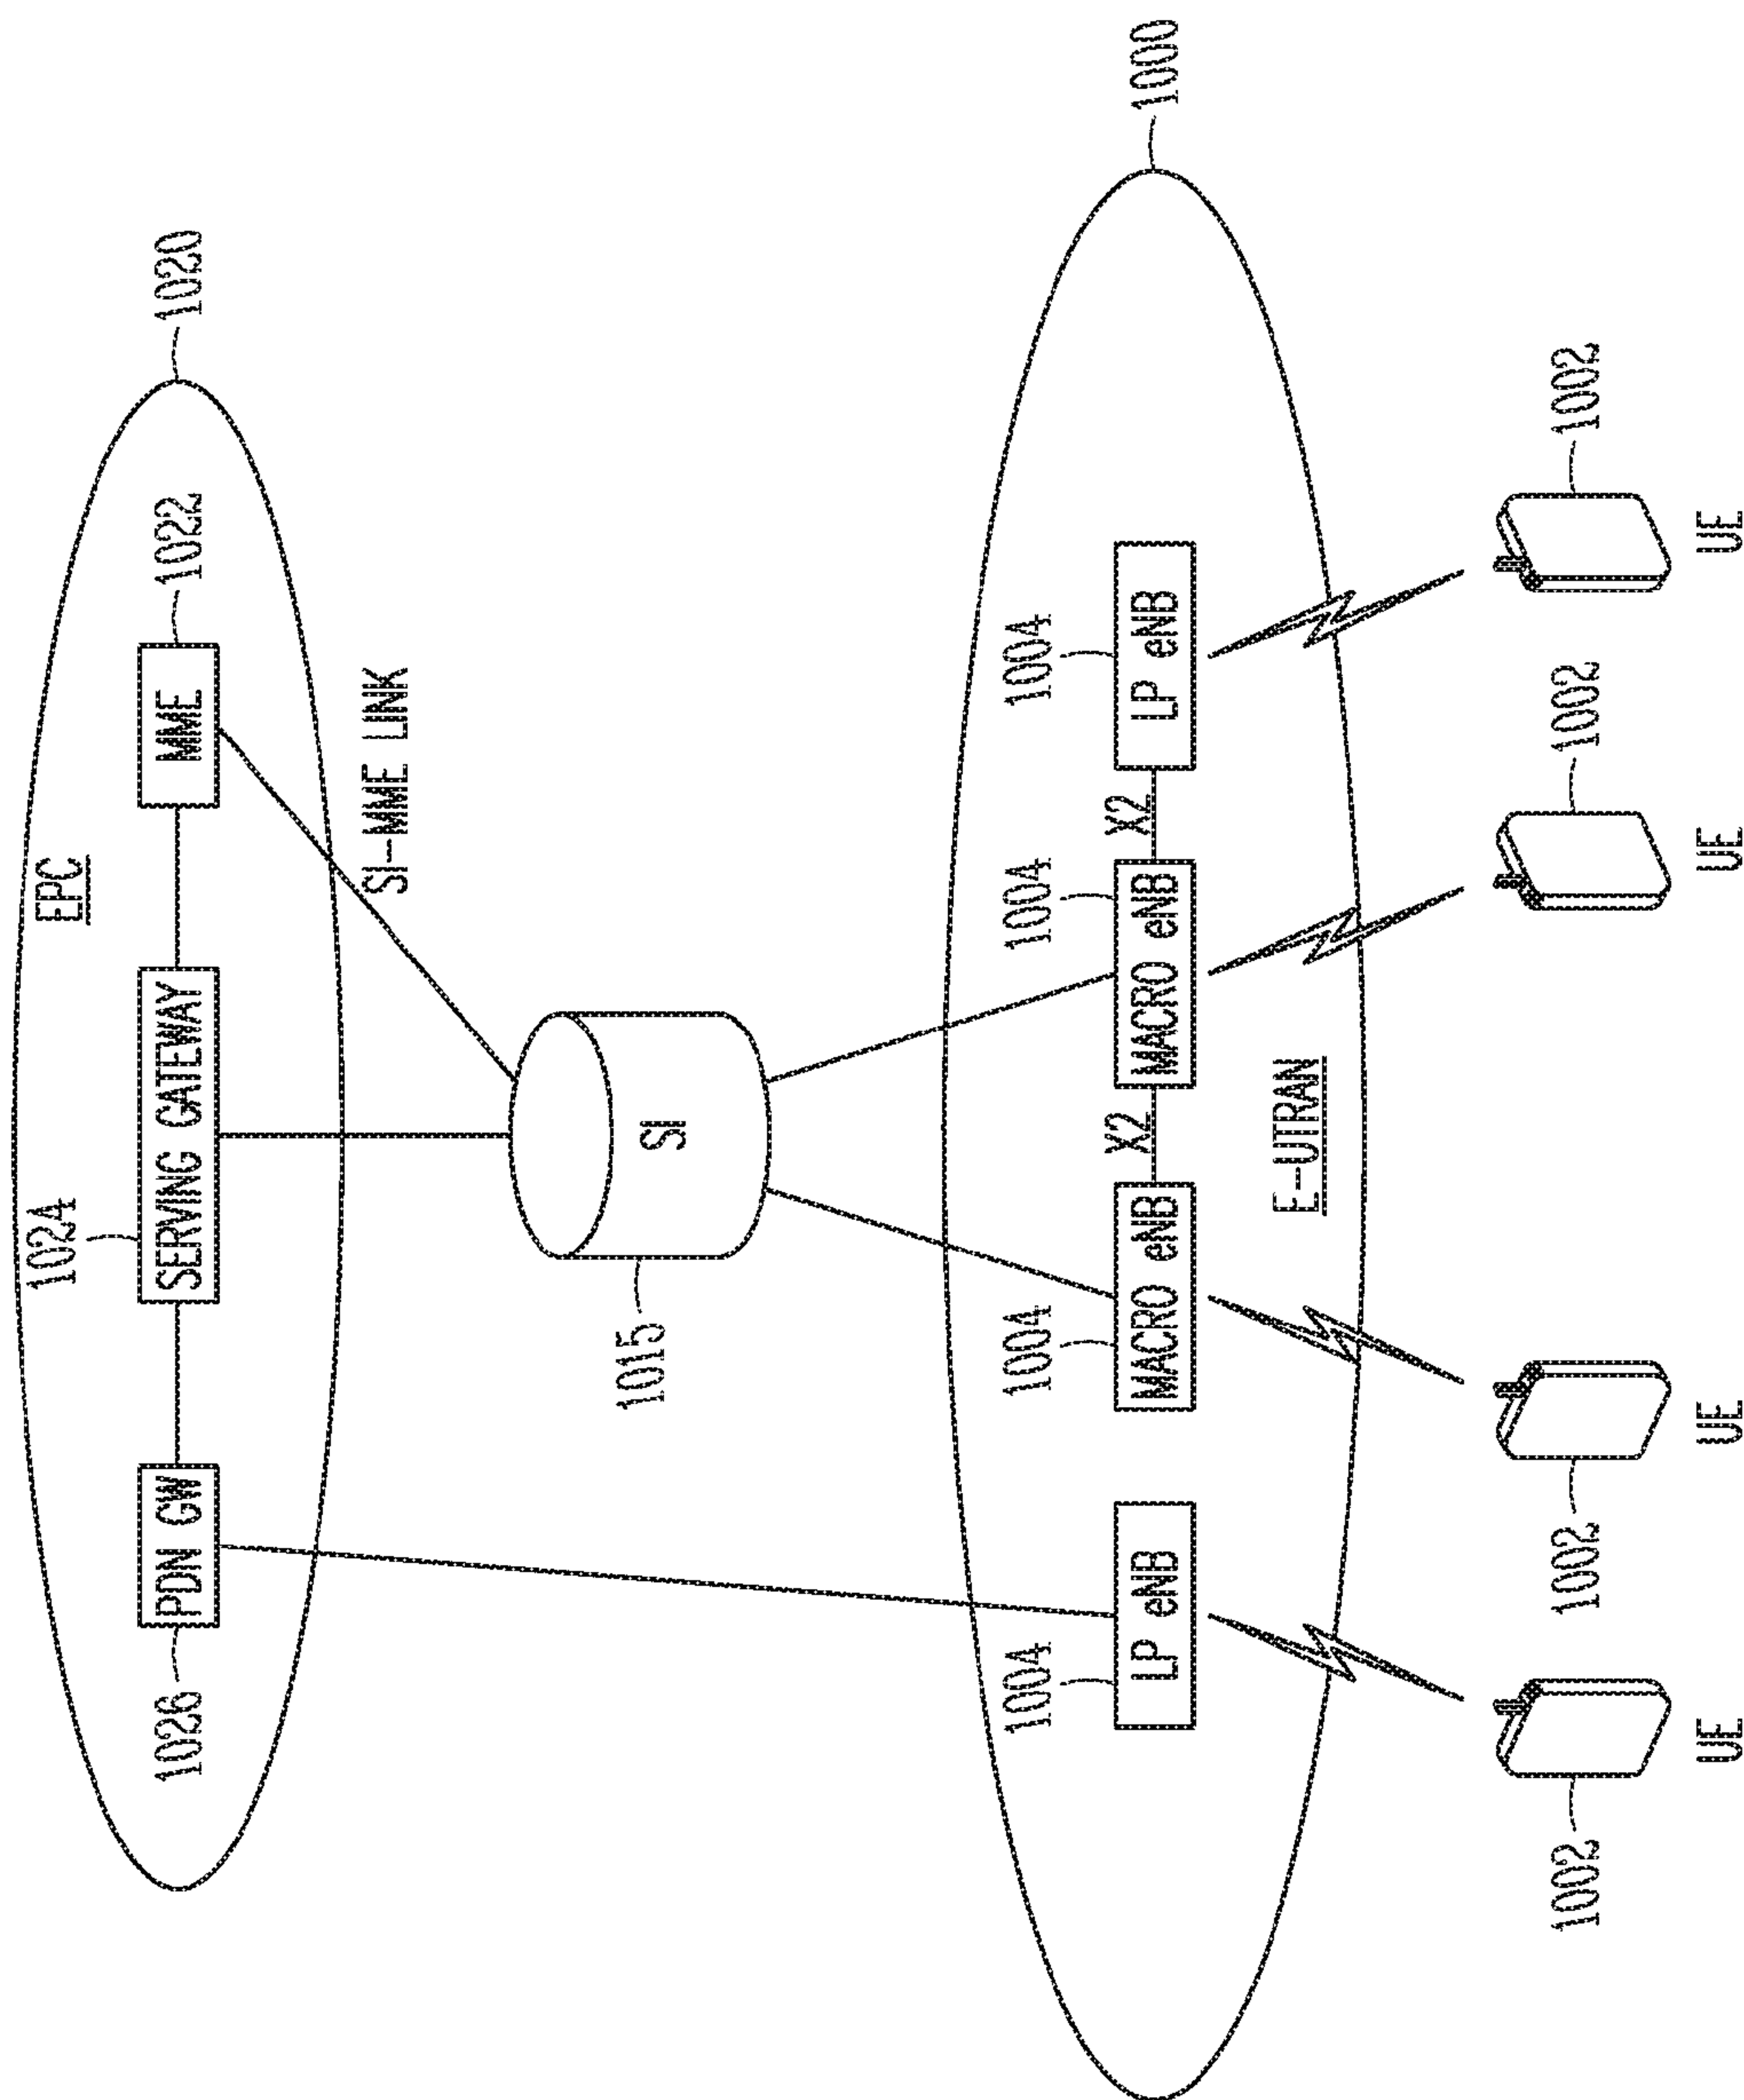 1020
EPC
1026
PDN GW
1024
SERVING GATEWAY
MME
1022
SI-MME LINK
1015
SI
1000
1004
LP eNB
1004
MACRO eNB
X2
1004
MACRO eNB
X2
1004
LP eNB
E-UTRAN
1002
UE
1002
UE
1002
UE
1002
UE